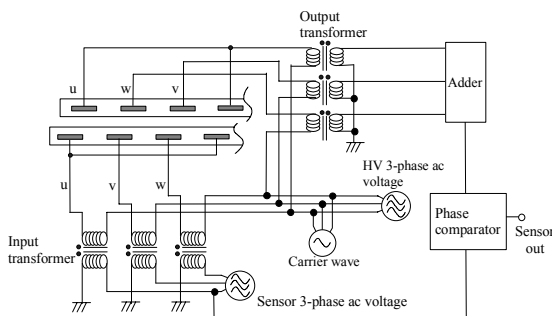 Output
transformer
u
w
v
Adder
u
v
w
HV 3-phase ac
voltage
Phase
comparator
Sensor
out
Input
transformer
Carrier wave
Sensor 3-phase ac voltage